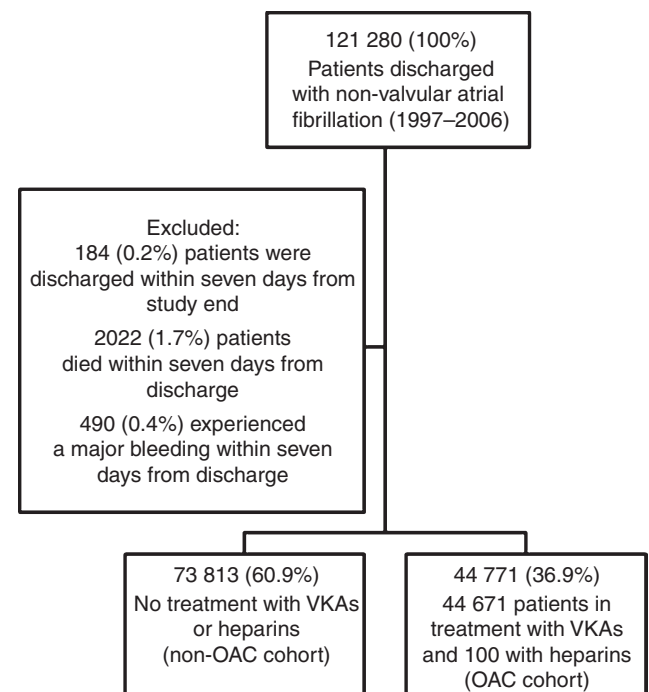 121 280 (100%)
Patients discharged
with non-valvular atrial
fibrillation (1997–2006)
Excluded:
184 (0.2%) patients were
discharged within seven days from
study end
2022 (1.7%) patients
died within seven days from
discharge
490 (0.4%) experienced
a major bleeding within seven
days from discharge
73 813 (60.9%)
No treatment with VKAs
or heparins
(non-OAC cohort)
44 771 (36.9%)
44 671 patients in
treatment with VKAs
and 100 with heparins
(OAC cohort)